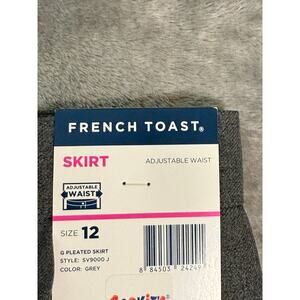 FRENCH TOAST®
SKIRT
ADJUSTABLE WAIST
ADJUSTABLE
WAIST
SIZE 12
G PLEATED SKIRT
STYLE: SV9000 J
COLOR: GREY
8 84503 24249